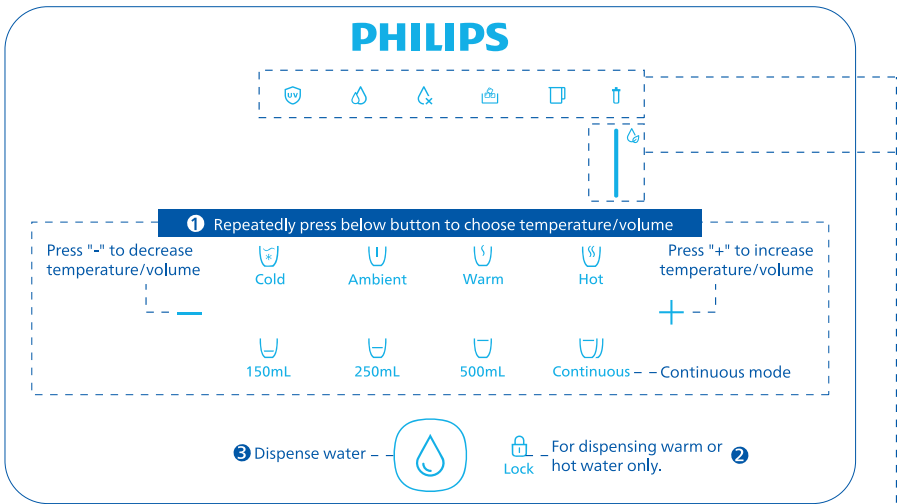 PHILIPS
UV
1 Repeatedly press below button to choose temperature/volume
Press "-" to decrease
temperature/volume
Cold
Ambient
Warm
Hot
Press "+" to increase
temperature/volume
150mL
250mL
500mL
Continuous
Continuous mode
3 Dispense water
Lock
For dispensing warm or
hot water only.
2